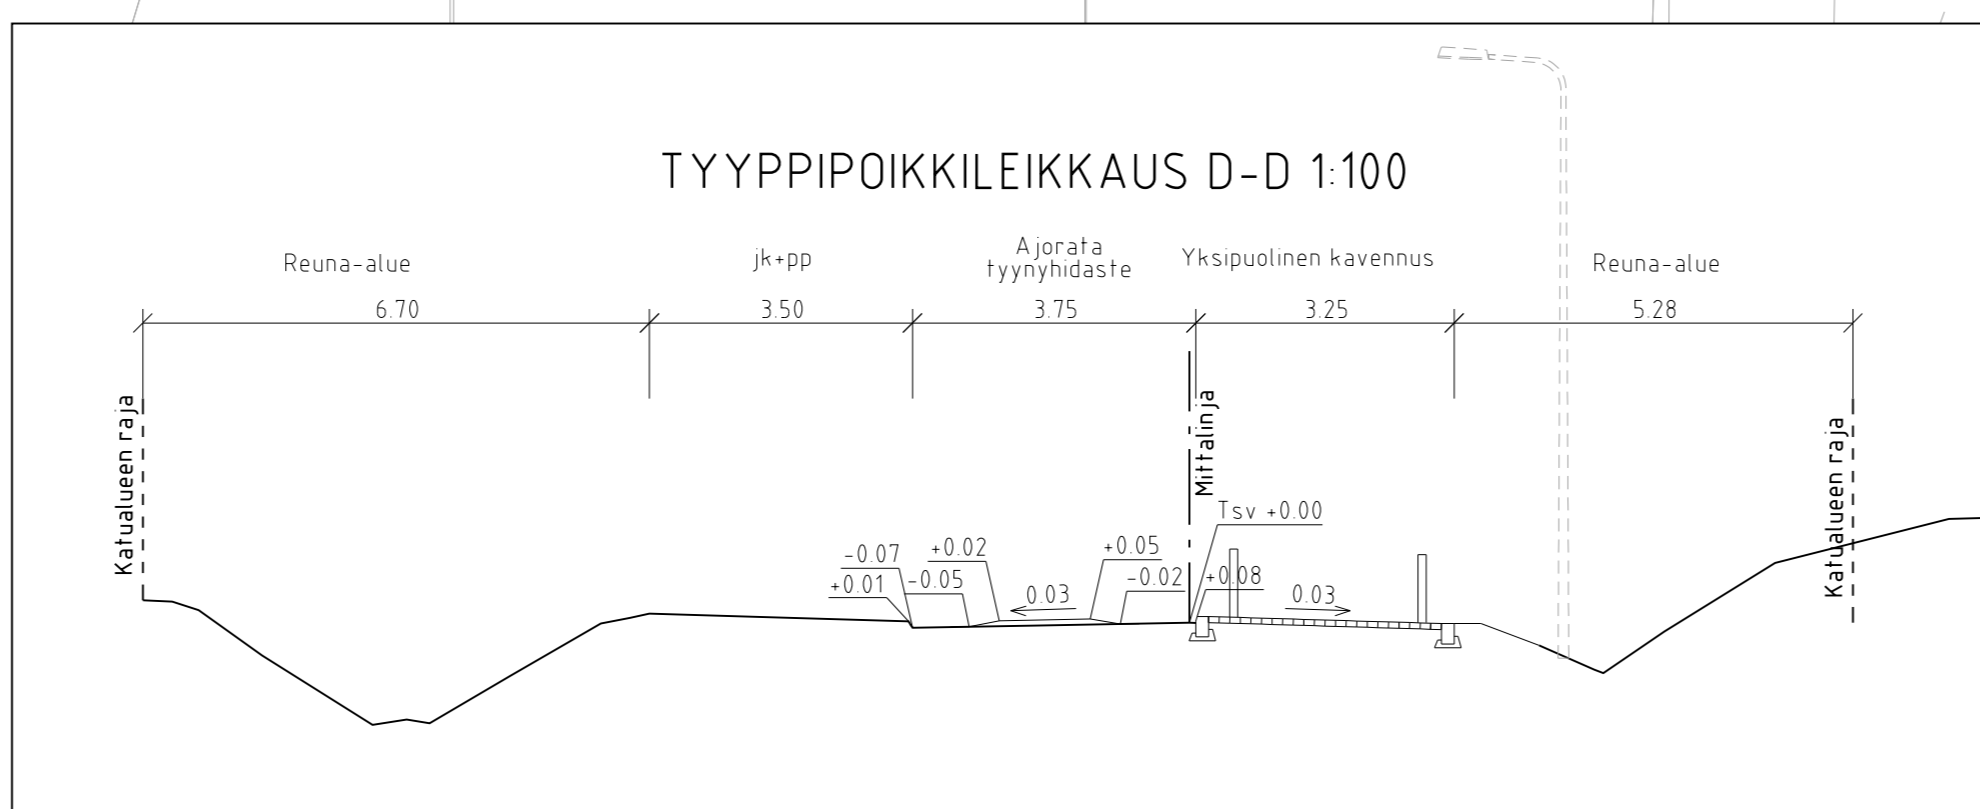 TYYPPIPOIKKILEIKKAUS D-D 1:100
Reuna-alue
jk+pp
Ajorata
tyynyhidaste
Yksipuolinen kavennus
Reuna-alue
6.70
3.50
3.75
3.25
5.28
Katualueen raja
Mittalinja
Katualueen raja
Tsv +0.00
-0.07
+0.02
+0.05
+0.01
-0.05
0.03
-0.02
+0.08
0.03